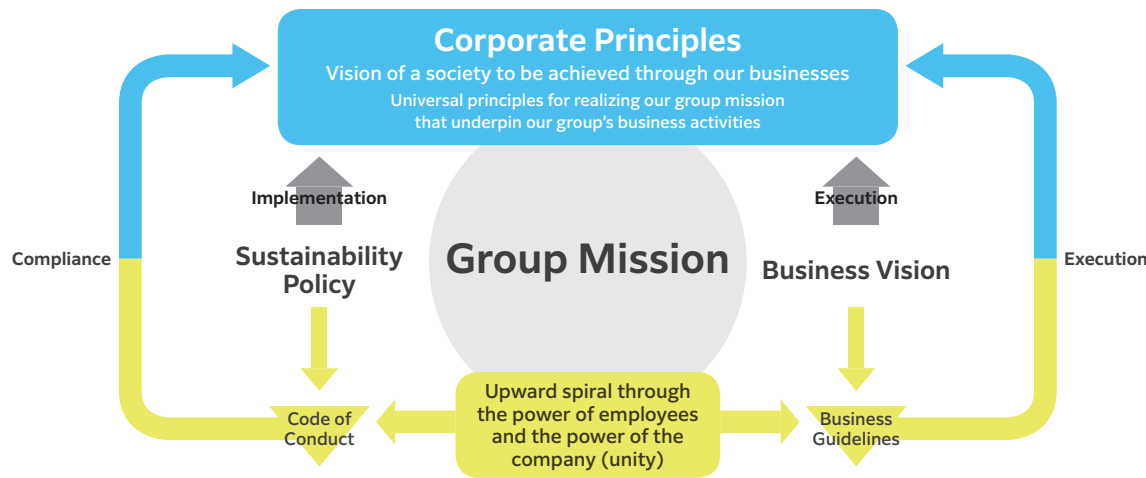 Corporate Principles
Vision of a society to be achieved through our businesses
Universal principles for realizing our group mission
that underpin our group’s business activities
Implementation
Execution
Compliance
Sustainability
Policy
Group Mission
Business Vision
Execution
Code of
Conduct
Upward spiral through
the power of employees
and the power of the
company (unity)
Business
Guidelines